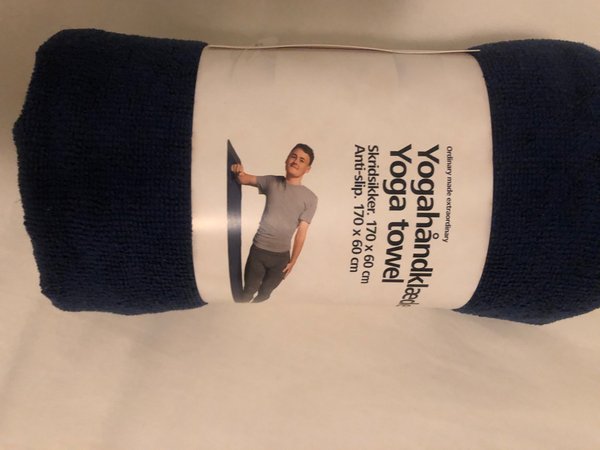 Ordinary made extraordinary
Yogahåndklæde
Yoga towel
Skridsikker. 170 x 60 cm
Anti-slip. 170 x 60 cm